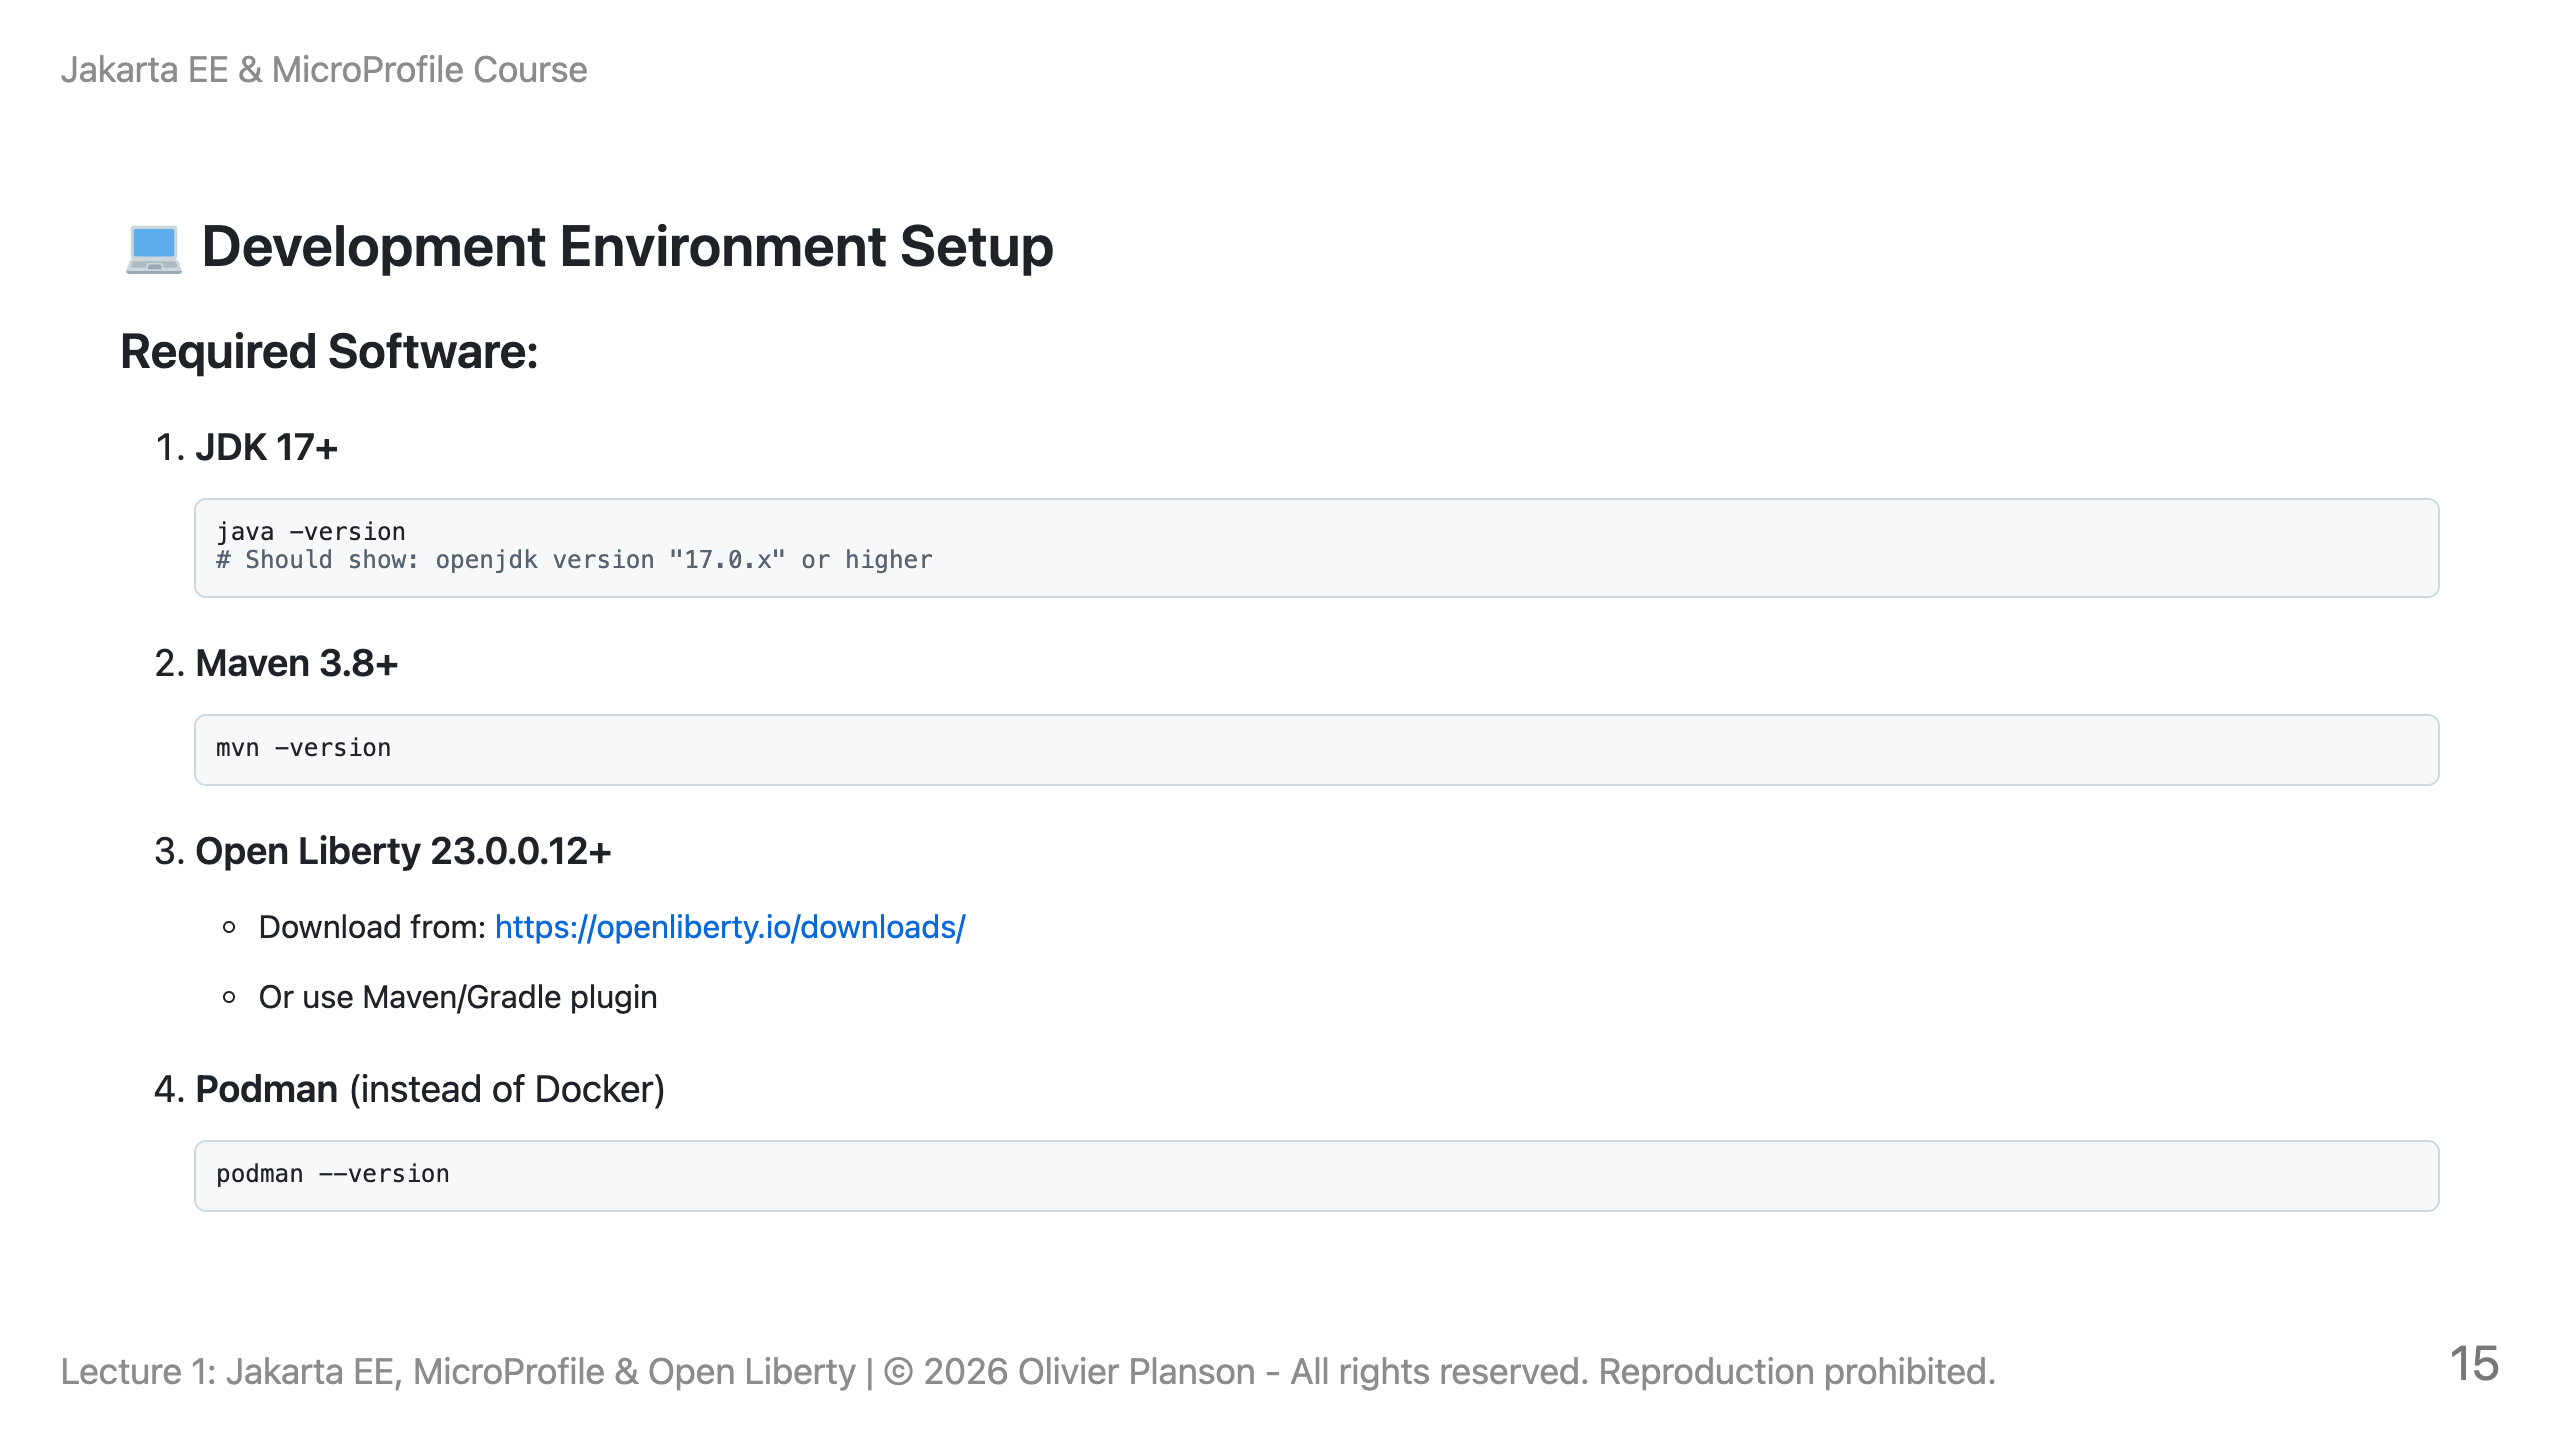 Jakarta EE & MicroProfile Course
💻 Development Environment Setup
Required Software:
1. JDK 17+
java -version
# Should show: openjdk version "17.0.x" or higher
2. Maven 3.8+
mvn -version
3. Open Liberty 23.0.0.12+
Download from: https://openliberty.io/downloads/
Or use Maven/Gradle plugin
4. Podman (instead of Docker)
podman --version
Lecture 1: Jakarta EE, MicroProfile & Open Liberty | © 2026 Olivier Planson - All rights reserved. Reproduction prohibited.
15